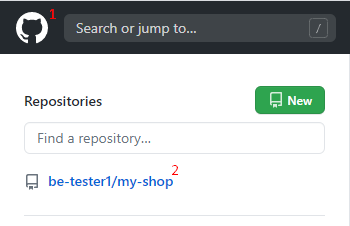 1
Search or jump to... /
Repositories New
Find a repository...
be-tester1/my-shop 2